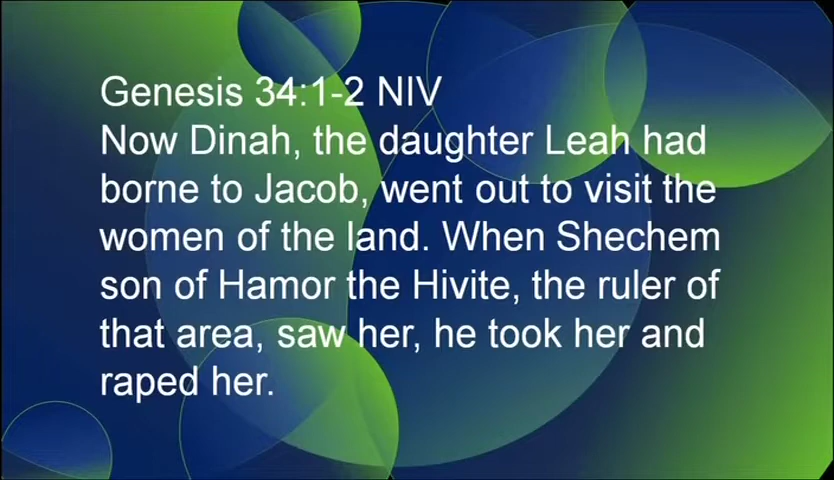 Genesis 34:1-2 NIV
Now Dinah, the daughter Leah had
borne to Jacob, went out to visit the
women of the land. When Shechem
son of Hamor the Hivite, the ruler of
that area, saw her, he took her and
raped her.